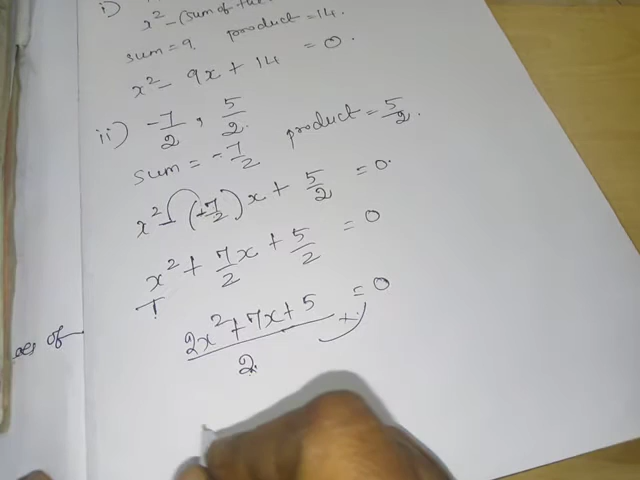 i)
x² - (sum of the
sum = 9. product = 14.
x² - 9x + 14 = 0.
ii) -7/2, 5/2.
sum = -7/2 product = 5/2.
x² - (-7/2)x + 5/2 = 0.
x² + 7/2 x + 5/2 = 0
(2x² + 7x + 5)/2 = 0
of